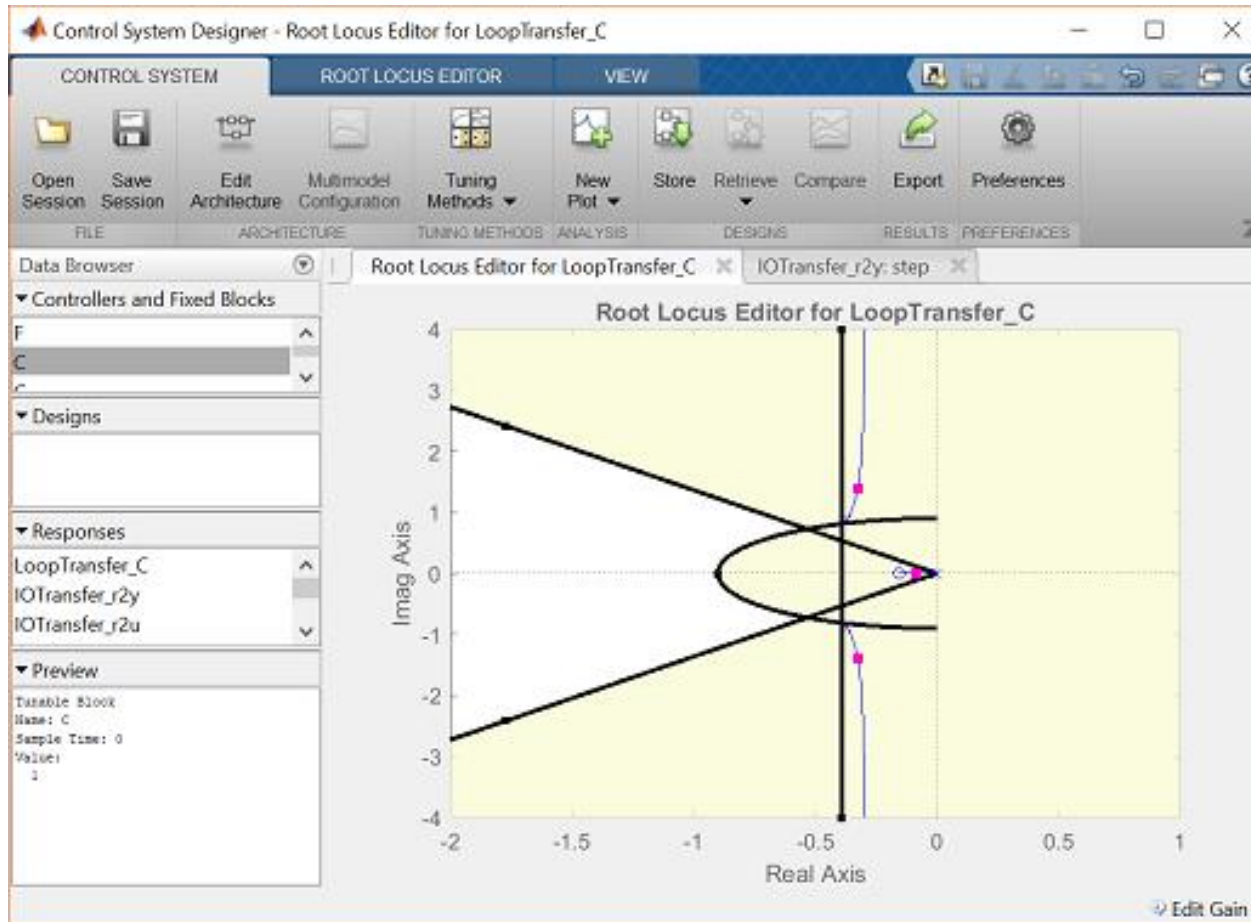 Control System Designer - Root Locus Editor for LoopTransfer_C
CONTROL SYSTEM
ROOT LOCUS EDITOR
VIEW
Open Session
Save Session
Edit Architecture
Multimodel Configuration
Tuning Methods
New Plot
Store
Retrieve
Compare
Export
Preferences
FILE
ARCHITECTURE
TUNING METHODS
ANALYSIS
DESIGNS
RESULTS
PREFERENCES
Data Browser
Root Locus Editor for LoopTransfer_C
IOTransfer_r2y: step
Controllers and Fixed Blocks
F
C
Designs
Responses
LoopTransfer_C
IOTransfer_r2y
IOTransfer_r2u
Preview
Tunable Block
Name: C
Sample Time: 0
Value:
1
Root Locus Editor for LoopTransfer_C
4
3
2
1
0
-1
-2
-3
-4
Imag Axis
-2
-1.5
-1
-0.5
0
0.5
1
Real Axis
Edit Gain